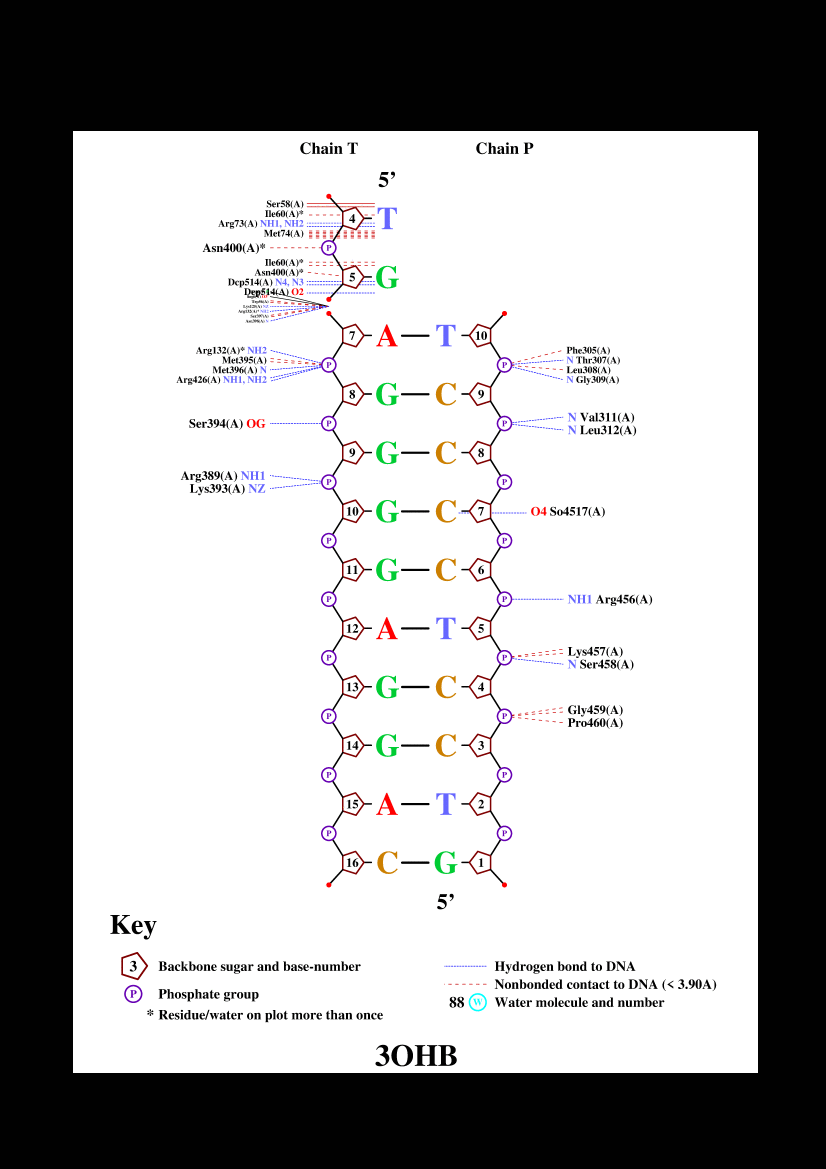 Chain T Chain P
5’
Ser58(A)
Ile60(A)*
4 T
Arg73(A) NH1, NH2
Met74(A)
Asn400(A)* P
Ile60(A)*
Asn400(A)*
5 G
Dcp514(A) N4, N3
Dcp514(A) O2
7 A T 10
Arg132(A)* NH2
Met395(A)
Met396(A) N
Arg426(A) NH1, NH2
P P
Phe305(A)
N Thr307(A)
Leu308(A)
N Gly309(A)
8 G C 9
Ser394(A) OG P P
N Val311(A)
N Leu312(A)
9 G C 8
Arg389(A) NH1
Lys393(A) NZ
P P
10 G C 7 O4 So4517(A)
P P
11 G C 6
P P NH1 Arg456(A)
12 A T 5
P P
Lys457(A)
N Ser458(A)
13 G C 4
P P
Gly459(A)
Pro460(A)
14 G C 3
P P
15 A T 2
P P
16 C G 1
5’
Key
3 Backbone sugar and base-number
P Phosphate group
* Residue/water on plot more than once
Hydrogen bond to DNA
Nonbonded contact to DNA (< 3.90A)
88 W Water molecule and number
3OHB